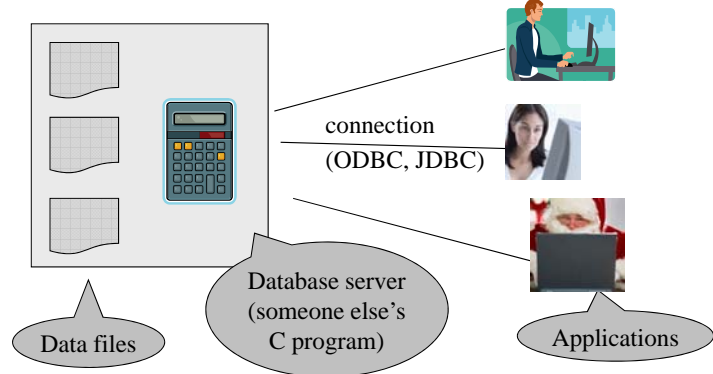 connection
(ODBC, JDBC)
Database server
(someone else's
C program)
Data files
Applications